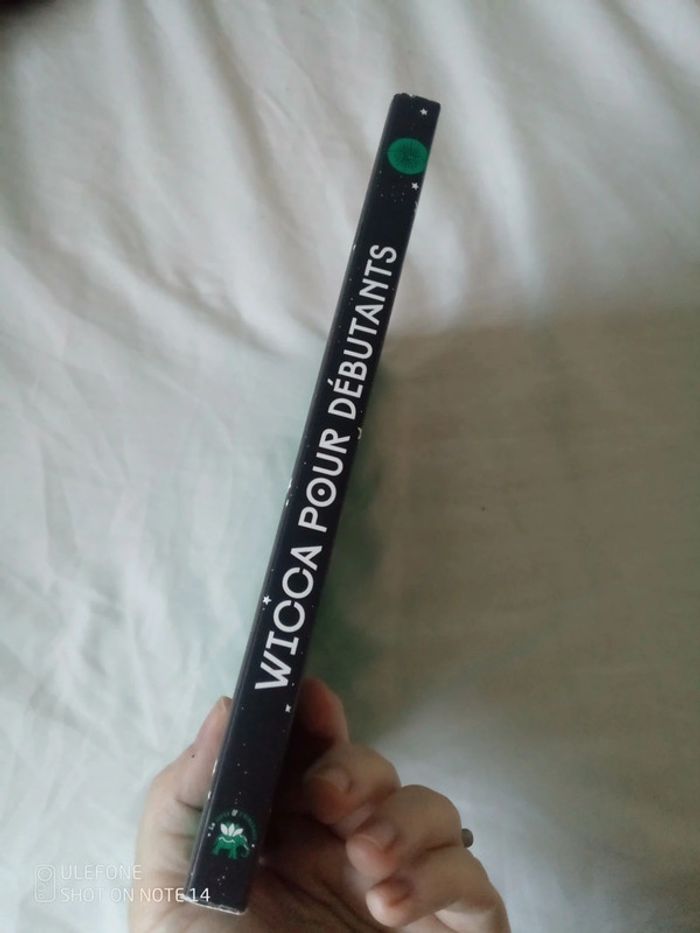 WICCA POUR DÉBUTANTS
ULEFONE
SHOT ON NOTE 14